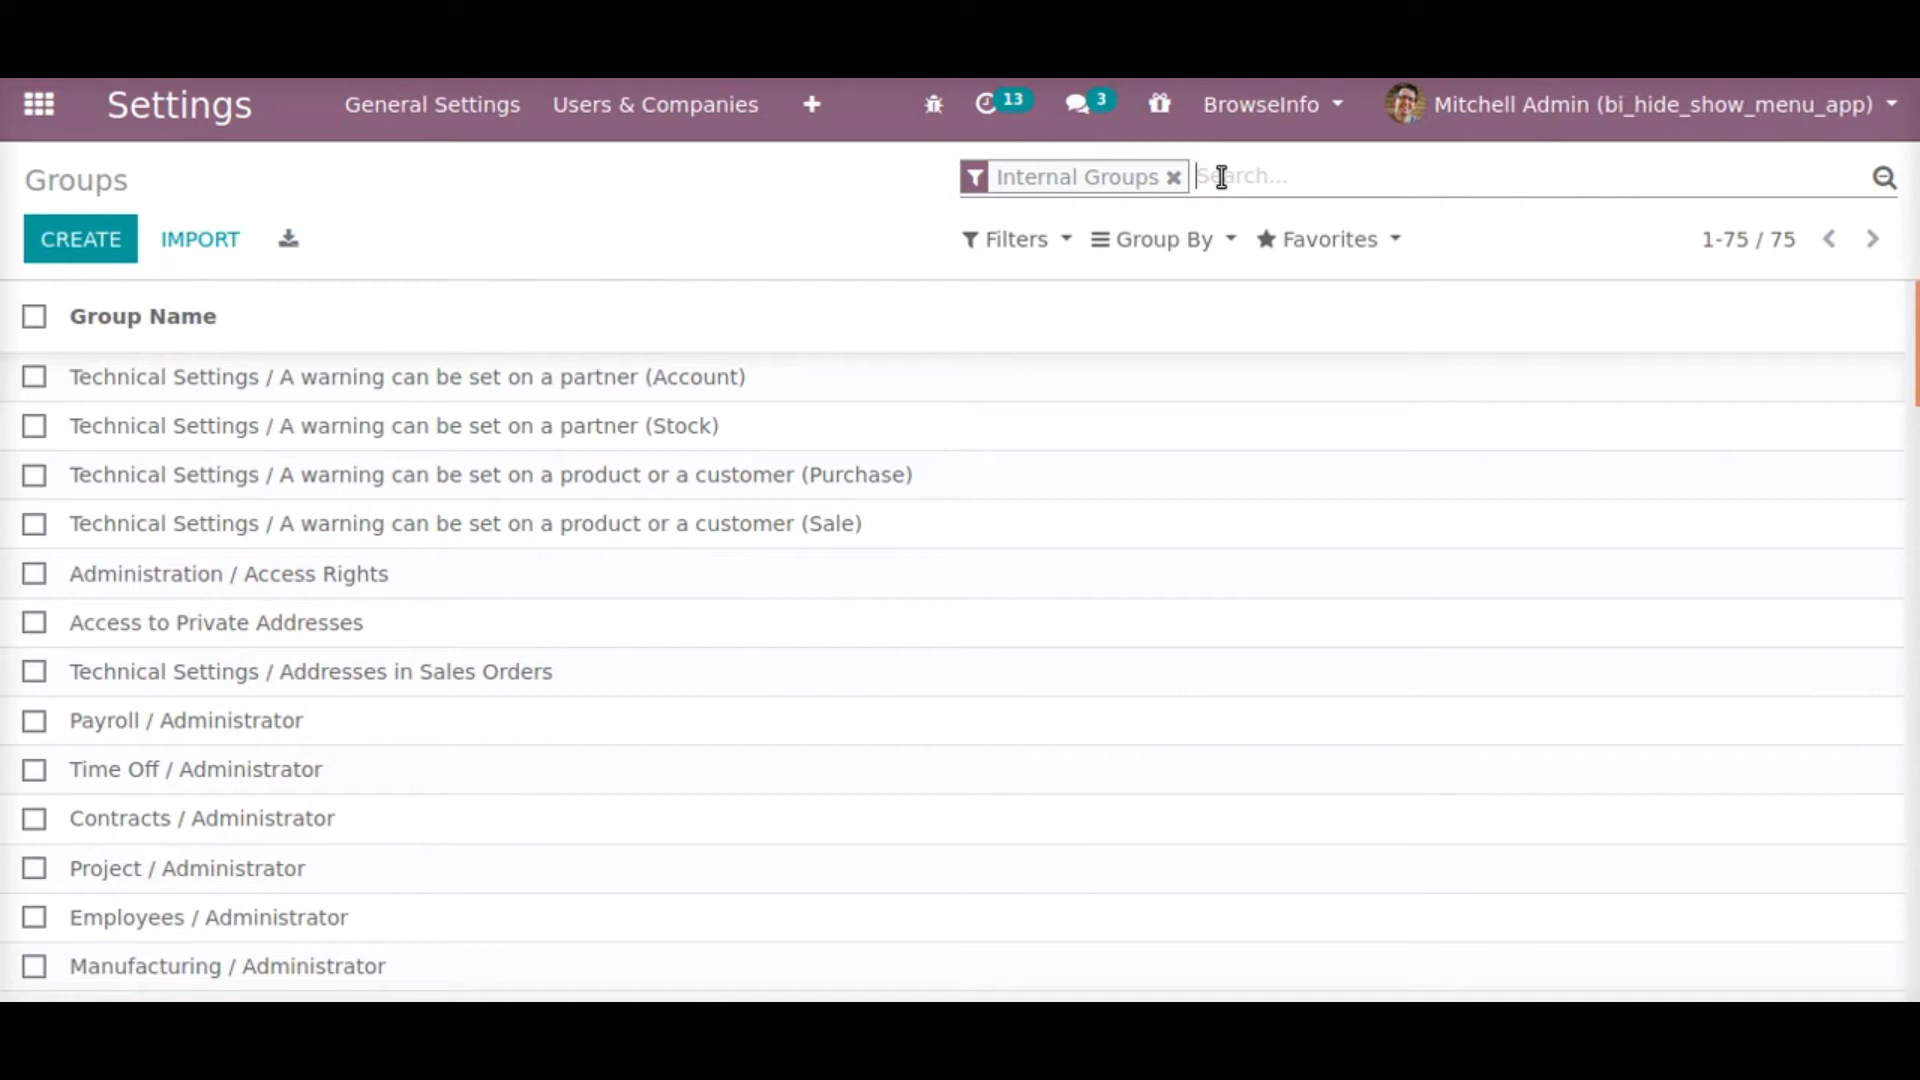 Settings General Settings Users & Companies 13 3 BrowseInfo Mitchell Admin (bi_hide_show_menu_app)
Groups
Internal Groups Search...
CREATE IMPORT Filters Group By Favorites 1-75 / 75
Group Name
Technical Settings / A warning can be set on a partner (Account)
Technical Settings / A warning can be set on a partner (Stock)
Technical Settings / A warning can be set on a product or a customer (Purchase)
Technical Settings / A warning can be set on a product or a customer (Sale)
Administration / Access Rights
Access to Private Addresses
Technical Settings / Addresses in Sales Orders
Payroll / Administrator
Time Off / Administrator
Contracts / Administrator
Project / Administrator
Employees / Administrator
Manufacturing / Administrator